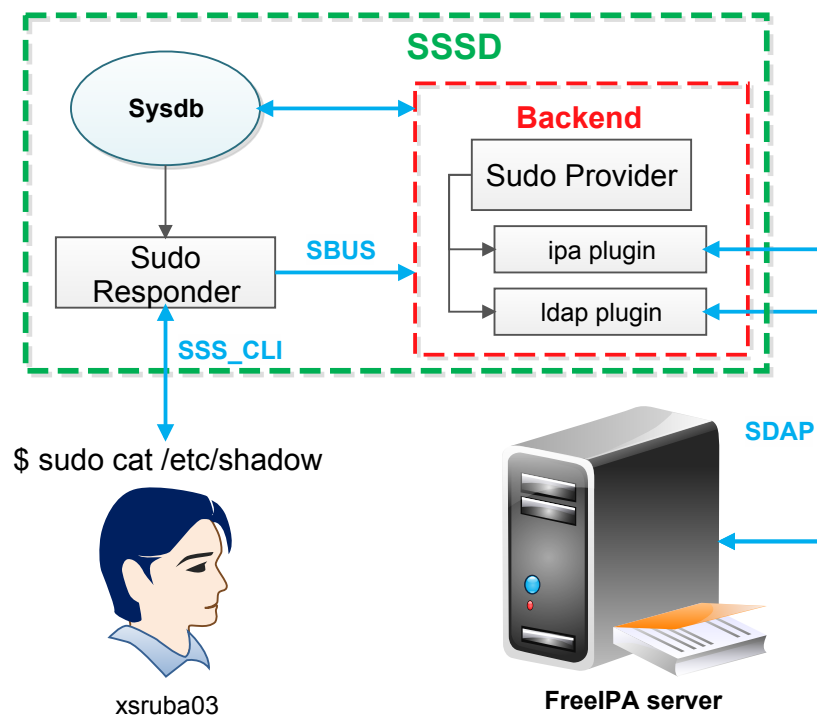 SSSD
Sysdb
Backend
Sudo Provider
ipa plugin
ldap plugin
Sudo
Responder
SBUS
SSS_CLI
$ sudo cat /etc/shadow
SDAP
xsruba03
FreeIPA server